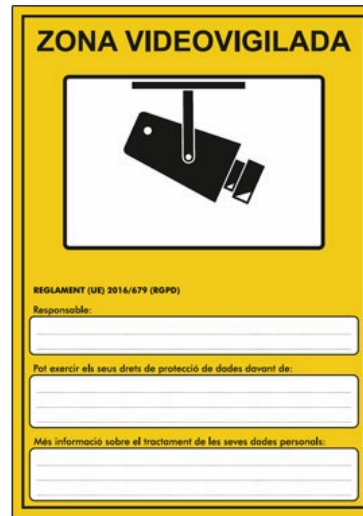 ZONA VIDEOVIGILADA
REGLAMENT (UE) 2016/679 (RGPD)
Responsable:
Pot exercir els seus drets de protecció de dades davant de:
Més informació sobre el tractament de les seves dades personals: